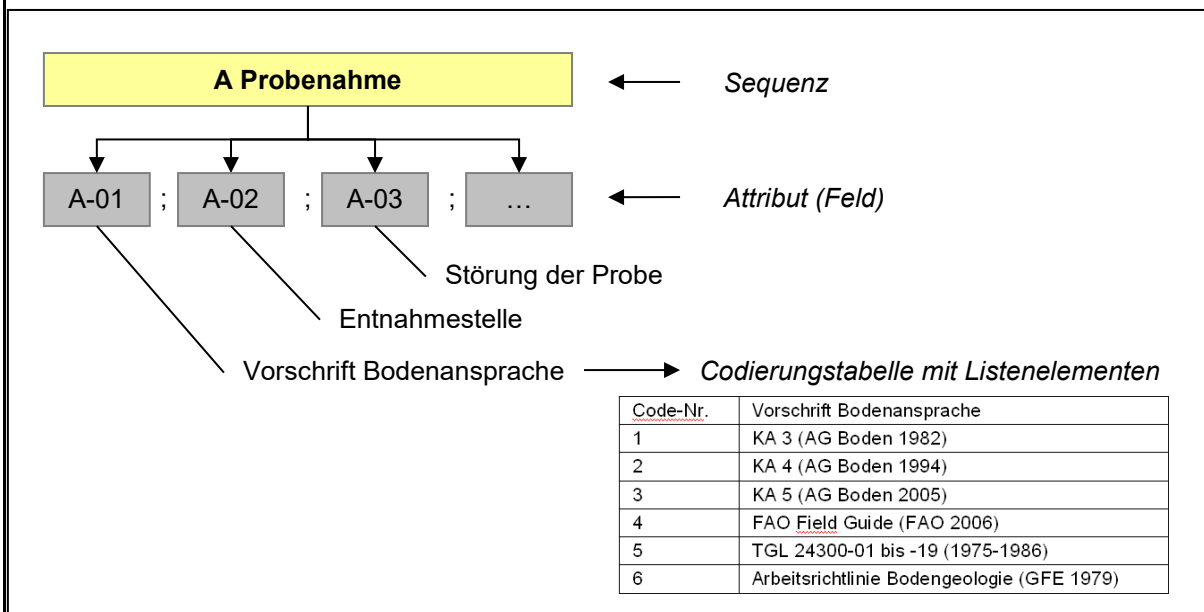 A Probenahme
Sequenz
A-01 ; A-02 ; A-03 ; …
Attribut (Feld)
Störung der Probe
Entnahmestelle
Vorschrift Bodenansprache
Codierungstabelle mit Listenelementen
Code-Nr. Vorschrift Bodenansprache
1 KA 3 (AG Boden 1982)
2 KA 4 (AG Boden 1994)
3 KA 5 (AG Boden 2005)
4 FAO Field Guide (FAO 2006)
5 TGL 24300-01 bis -19 (1975-1986)
6 Arbeitsrichtlinie Bodengeologie (GFE 1979)